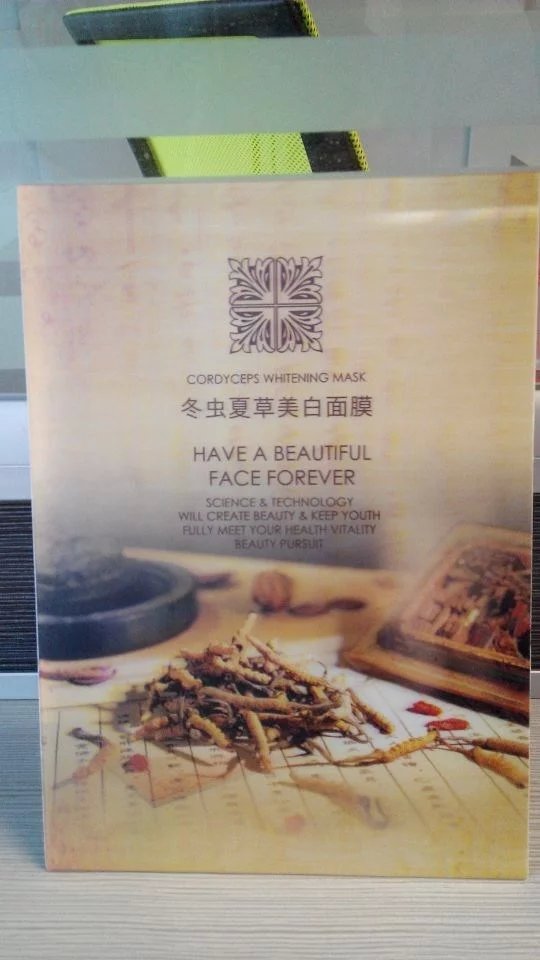 CORDYCEPS WHITENING MASK
冬虫夏草美白面膜
HAVE A BEAUTIFUL
FACE FOREVER
SCIENCE & TECHNOLOGY
WILL CREATE BEAUTY & KEEP YOUTH
FULLY MEET YOUR HEALTH VITALITY
BEAUTY PURSUIT